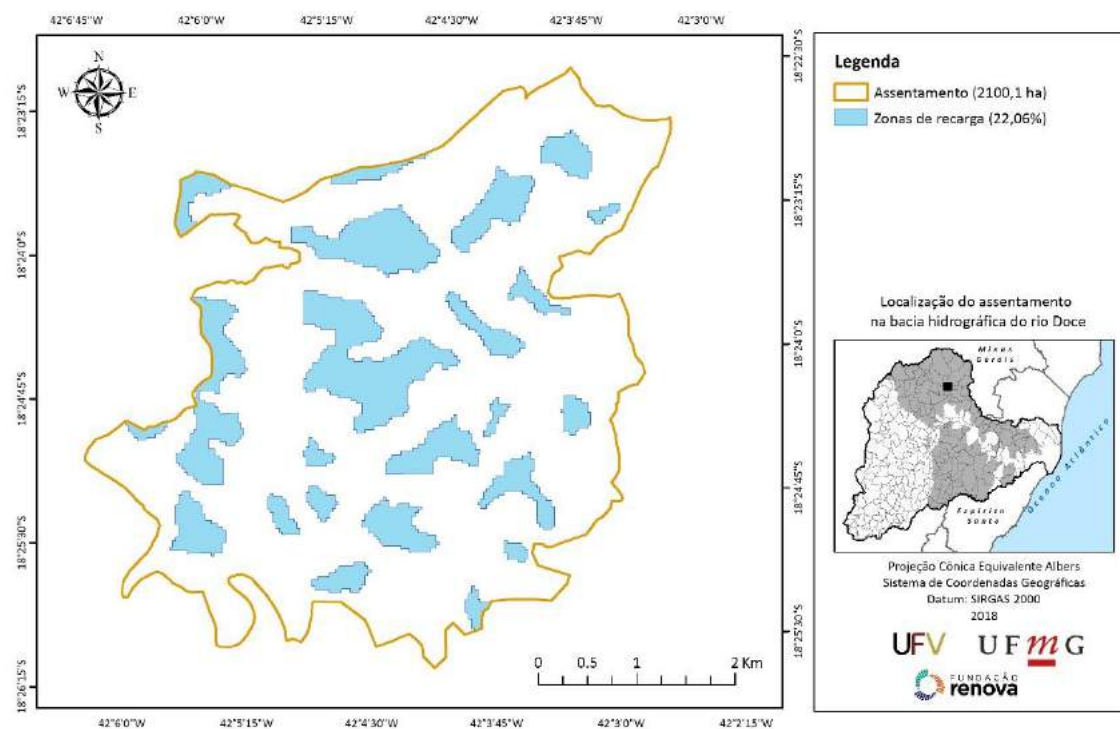 42°6'45"W 42°6'0"W 42°5'15"W 42°4'30"W 42°3'45"W 42°3'0"W
N
W E
S
18°23'15"S
18°24'0"S
18°24'45"S
18°25'30"S
18°26'15"S
18°22'30"S
18°23'15"S
18°24'0"S
18°24'45"S
18°25'30"S
0 0.5 1 2 Km
42°6'0"W 42°5'15"W 42°4'30"W 42°3'45"W 42°3'0"W 42°2'15"W
Legenda
Assentamento (2100,1 ha)
Zonas de recarga (22,06%)
Localização do assentamento
na bacia hidrográfica do rio Doce
Minas
Gerais
Oceano Atlântico
Espírito
Santo
Projeção Cônica Equivalente Albers
Sistema de Coordenadas Geográficas
Datum: SIRGAS 2000
2018
UFV UFmG
FUNDAÇÃO
renova